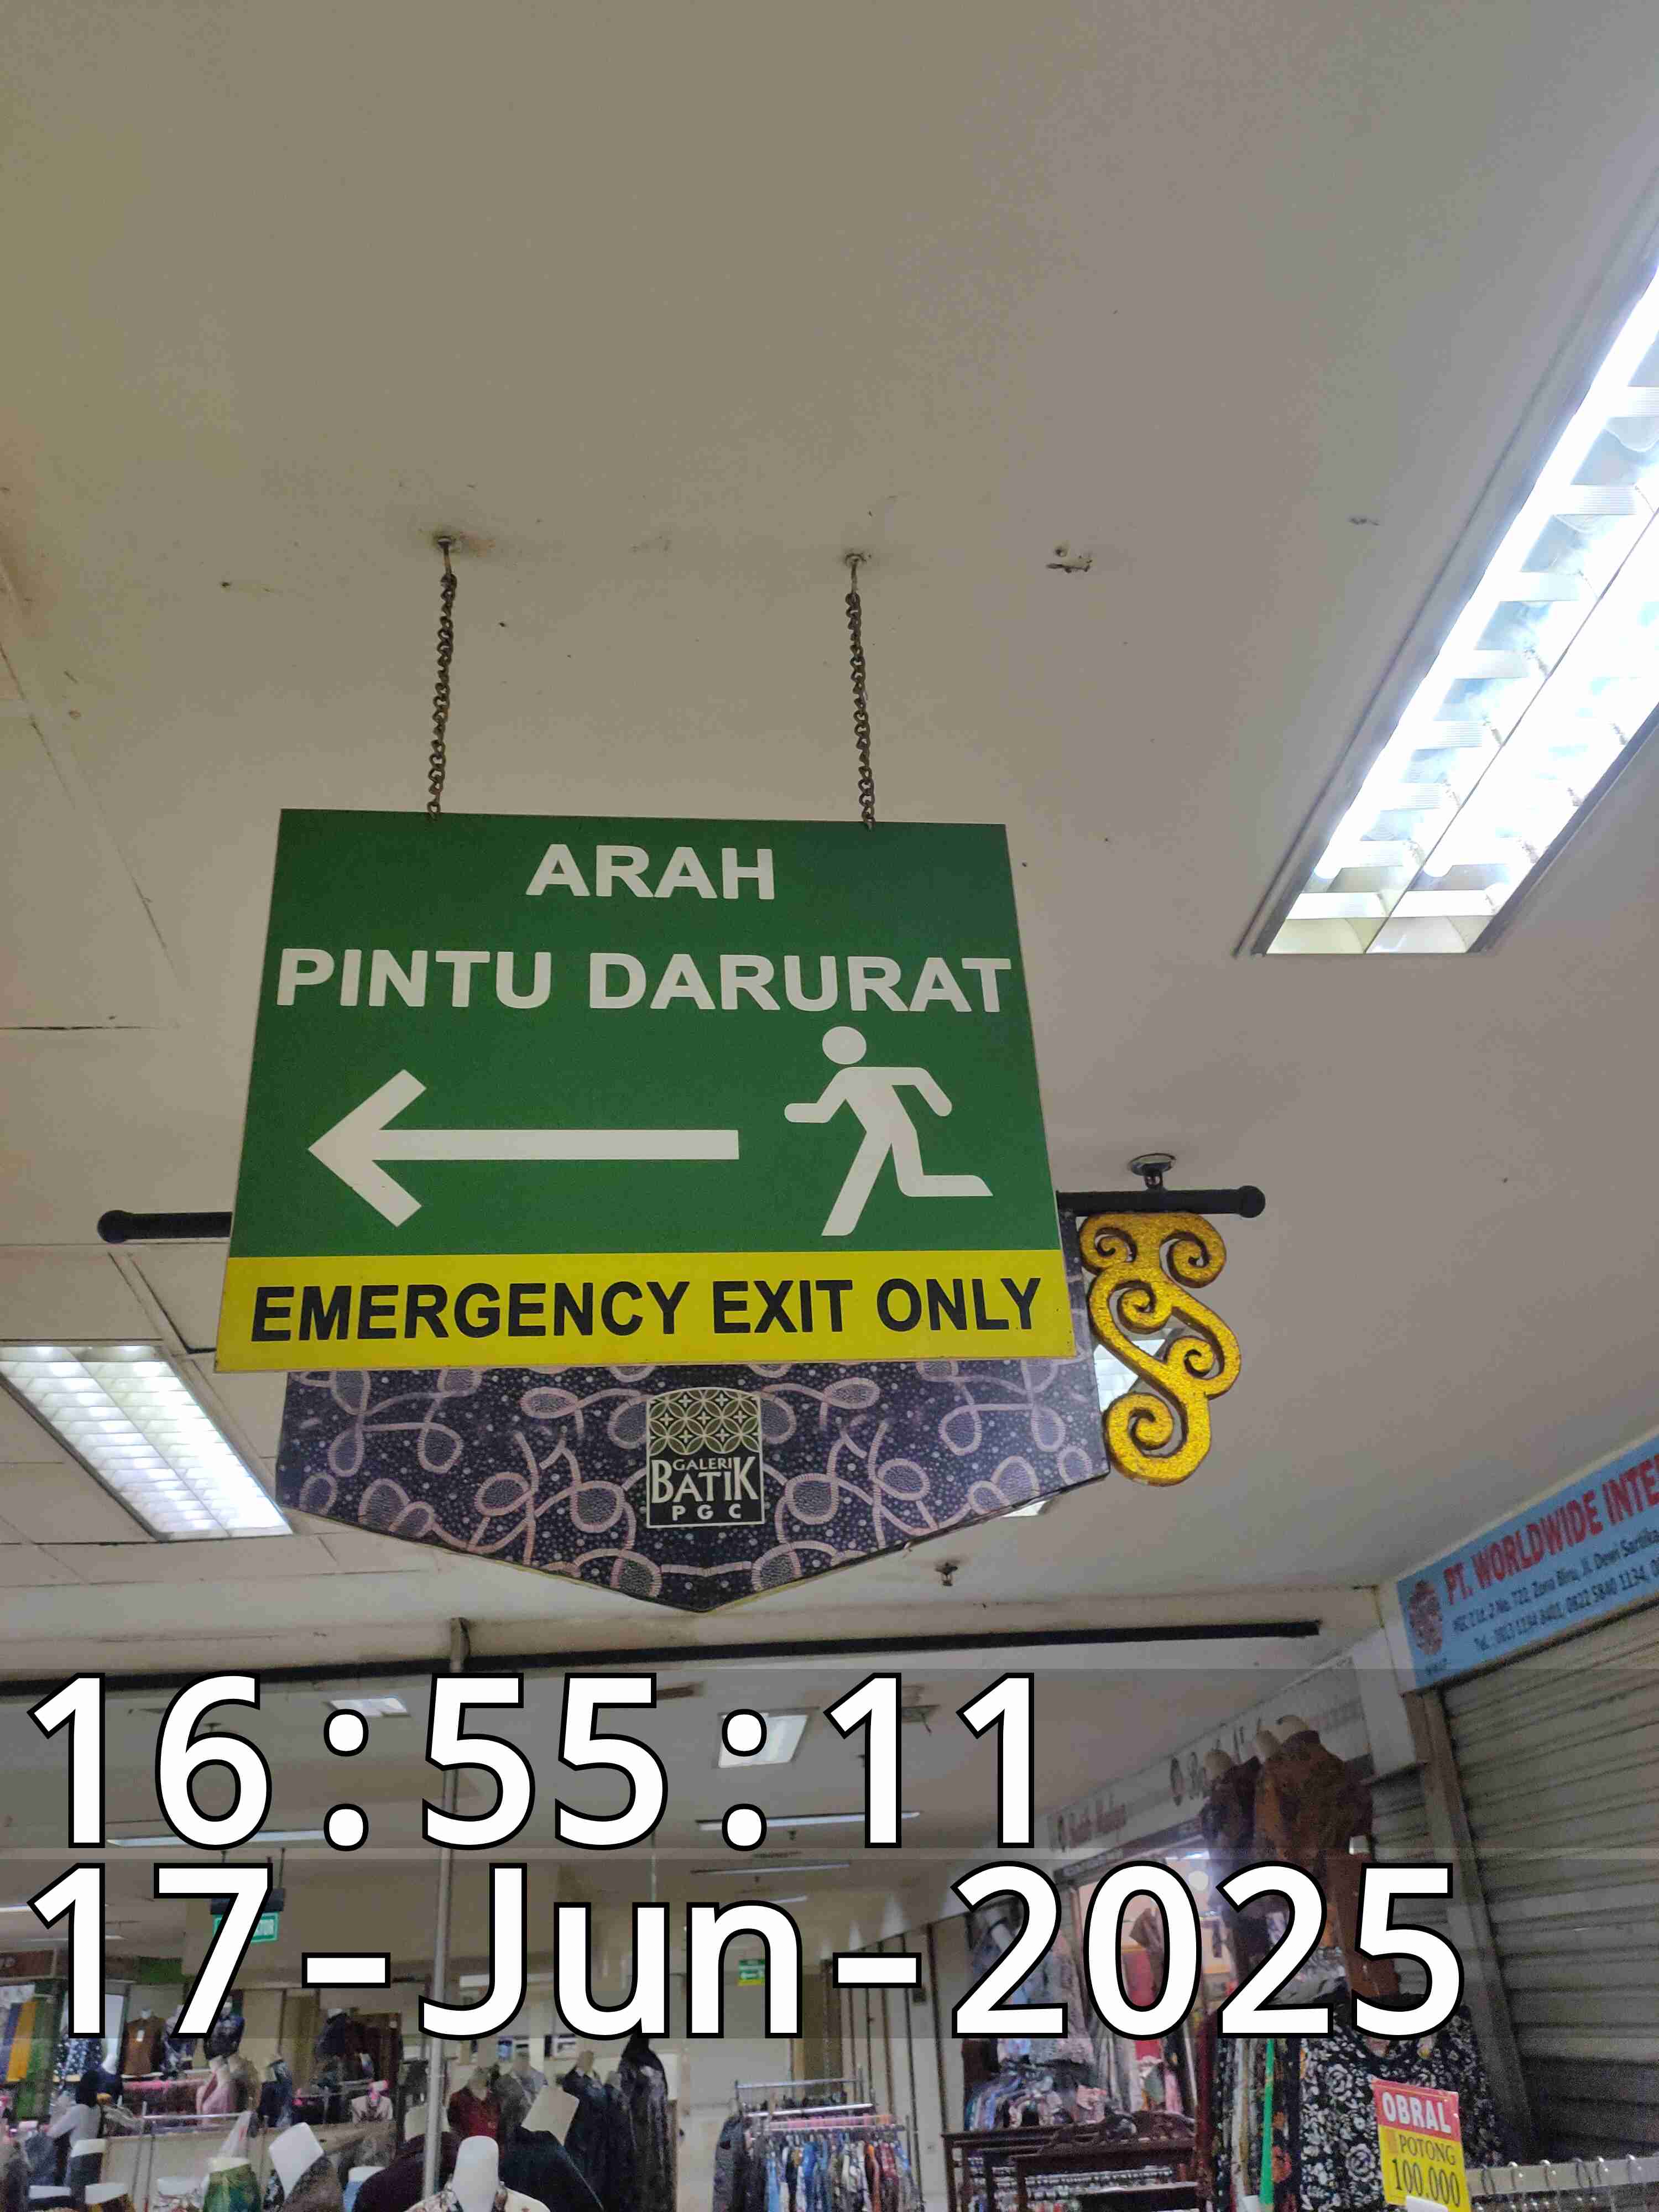 ARAH
PINTU DARURAT
EMERGENCY EXIT ONLY
GALERI
BATIK
PGC
PT. WORLDWIDE
16:55:11
17-Jun-2025
OBRAL
POTONG
100.000